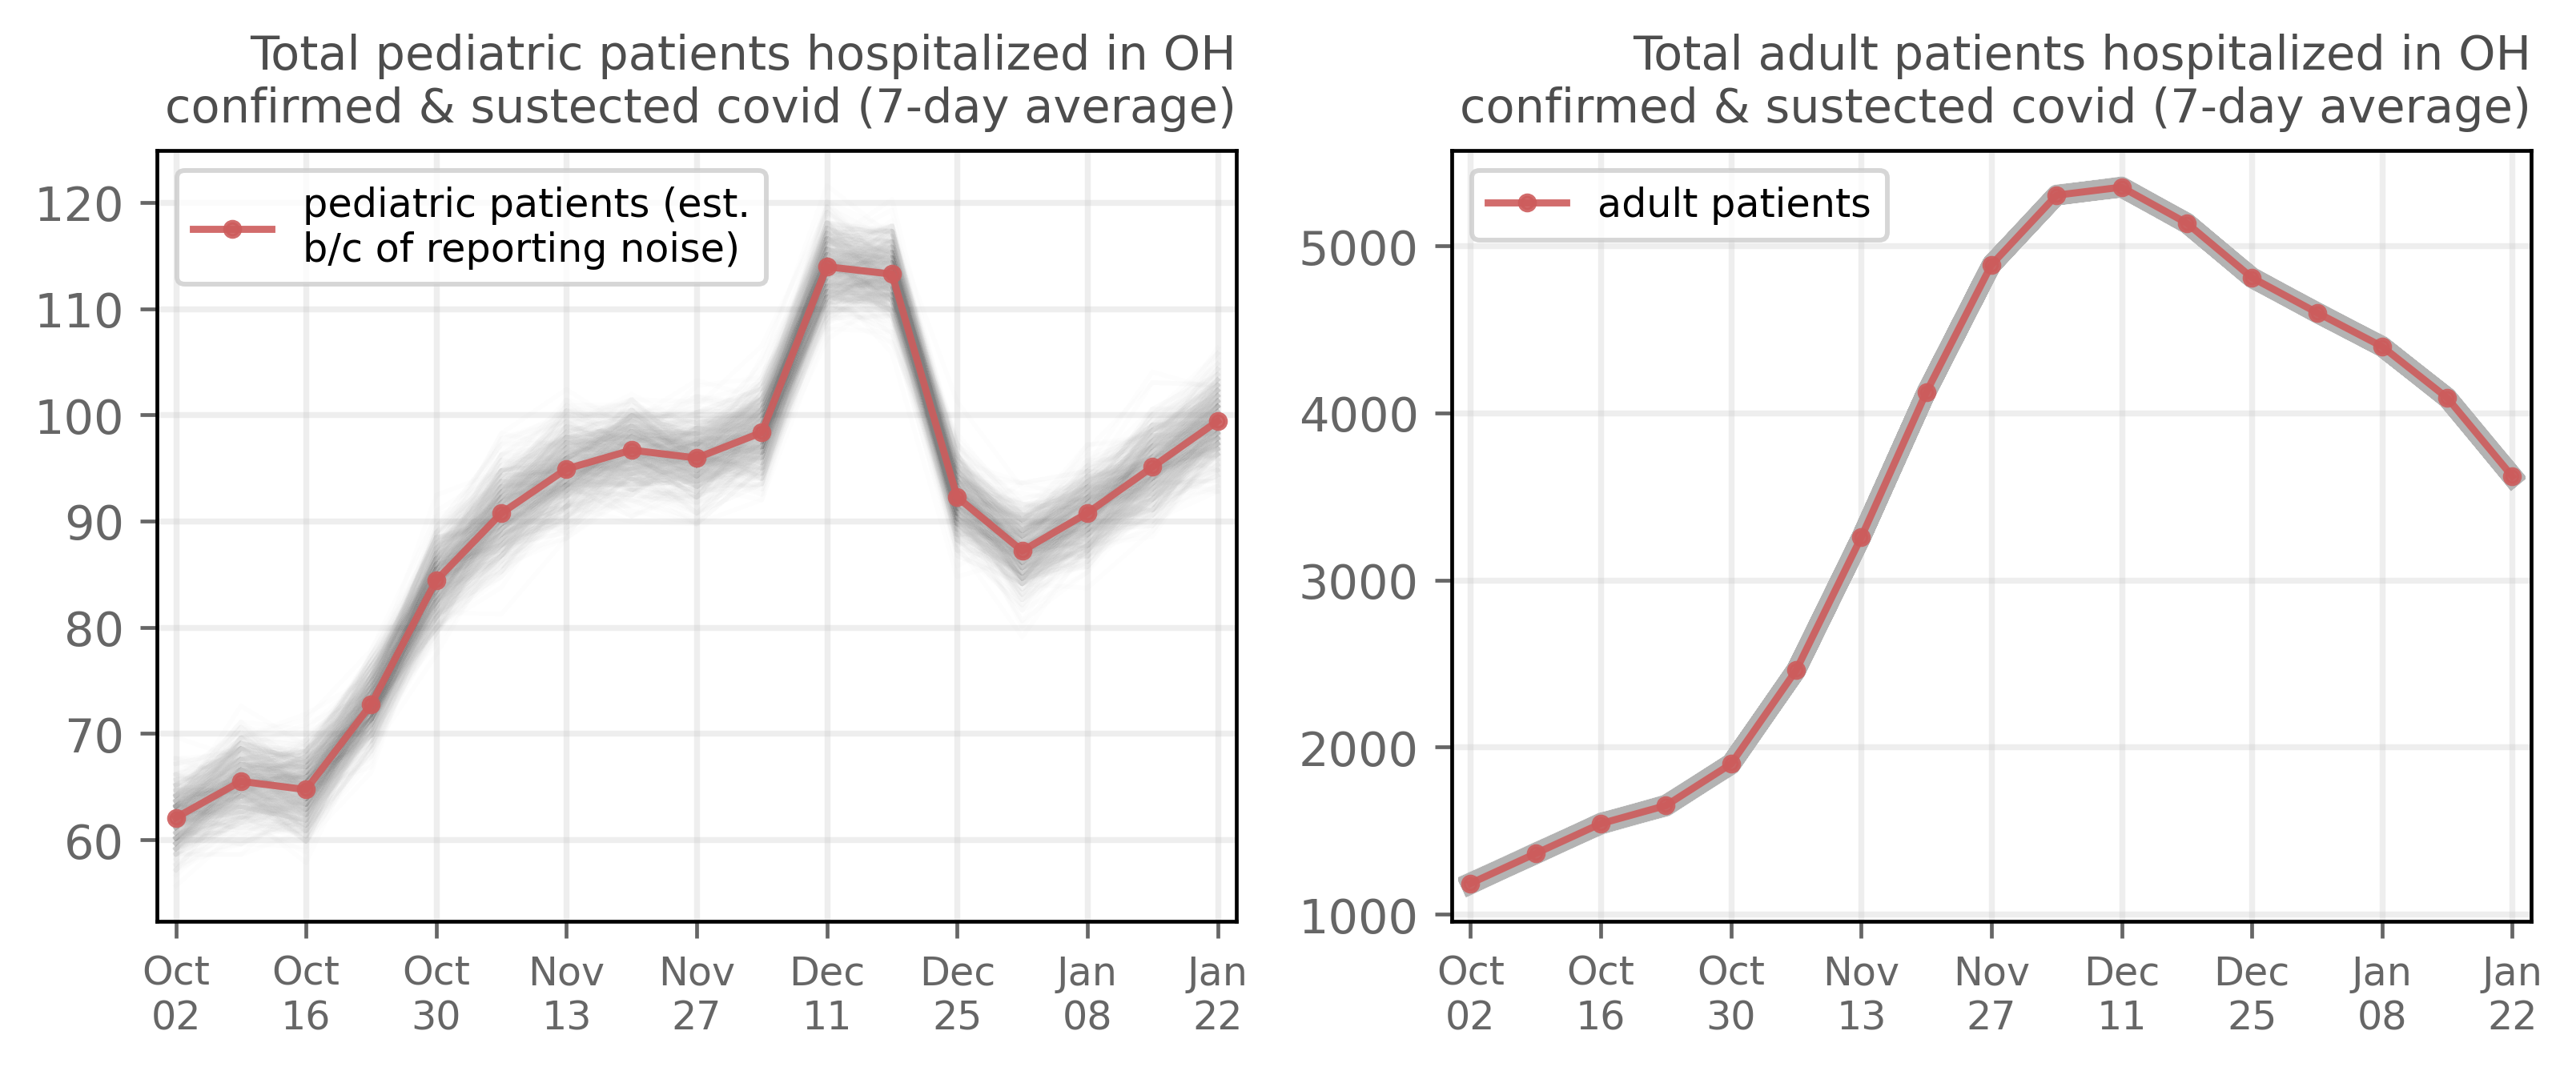 Total pediatric patients hospitalized in OH
confirmed & sustected covid (7-day average)
pediatric patients (est.
b/c of reporting noise)
120
110
100
90
80
70
60
Oct
02
Oct
16
Oct
30
Nov
13
Nov
27
Dec
11
Dec
25
Jan
08
Jan
22
Total adult patients hospitalized in OH
confirmed & sustected covid (7-day average)
adult patients
5000
4000
3000
2000
1000
Oct
02
Oct
16
Oct
30
Nov
13
Nov
27
Dec
11
Dec
25
Jan
08
Jan
22